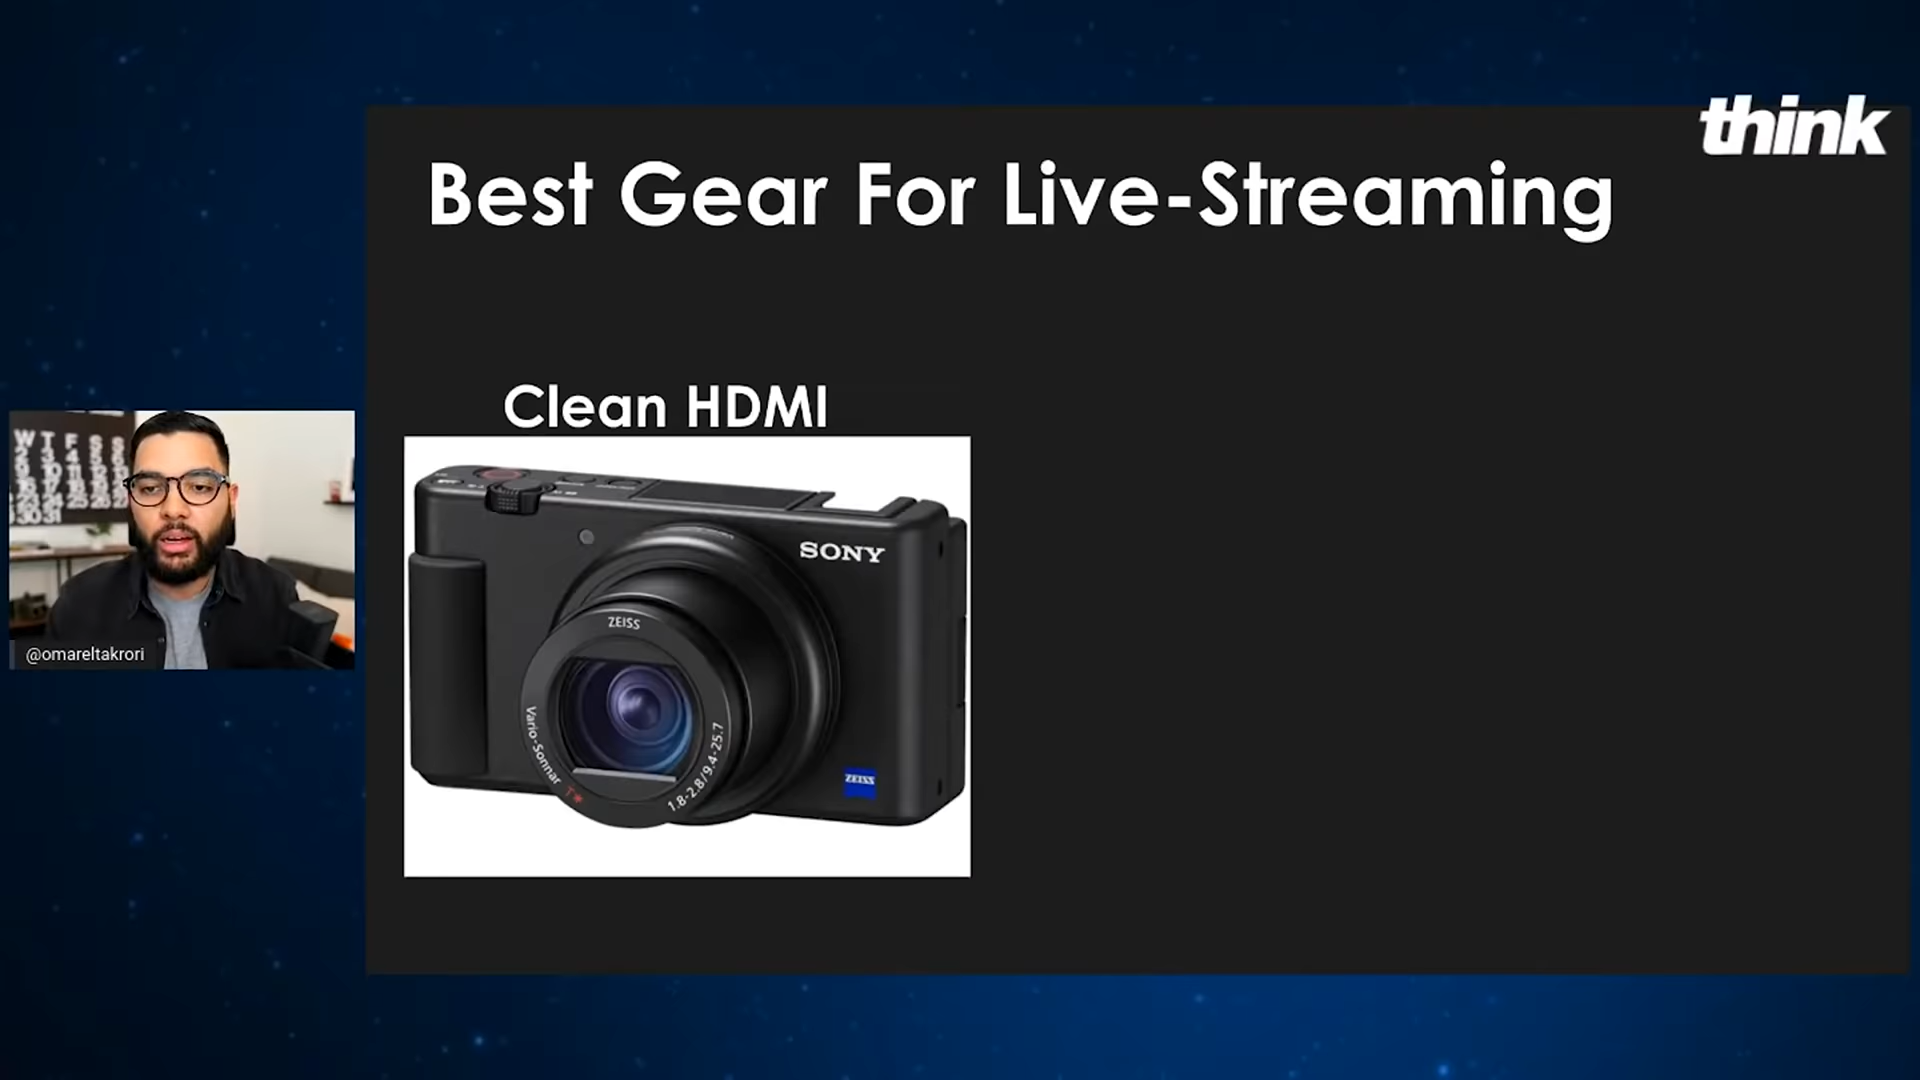 think
Best Gear For Live-Streaming
Clean HDMI
SONY
ZEISS
Vario-Sonnar T*
1.8-2.8/9.4-25.7
ZEISS
W T F S S
@omareltakrori